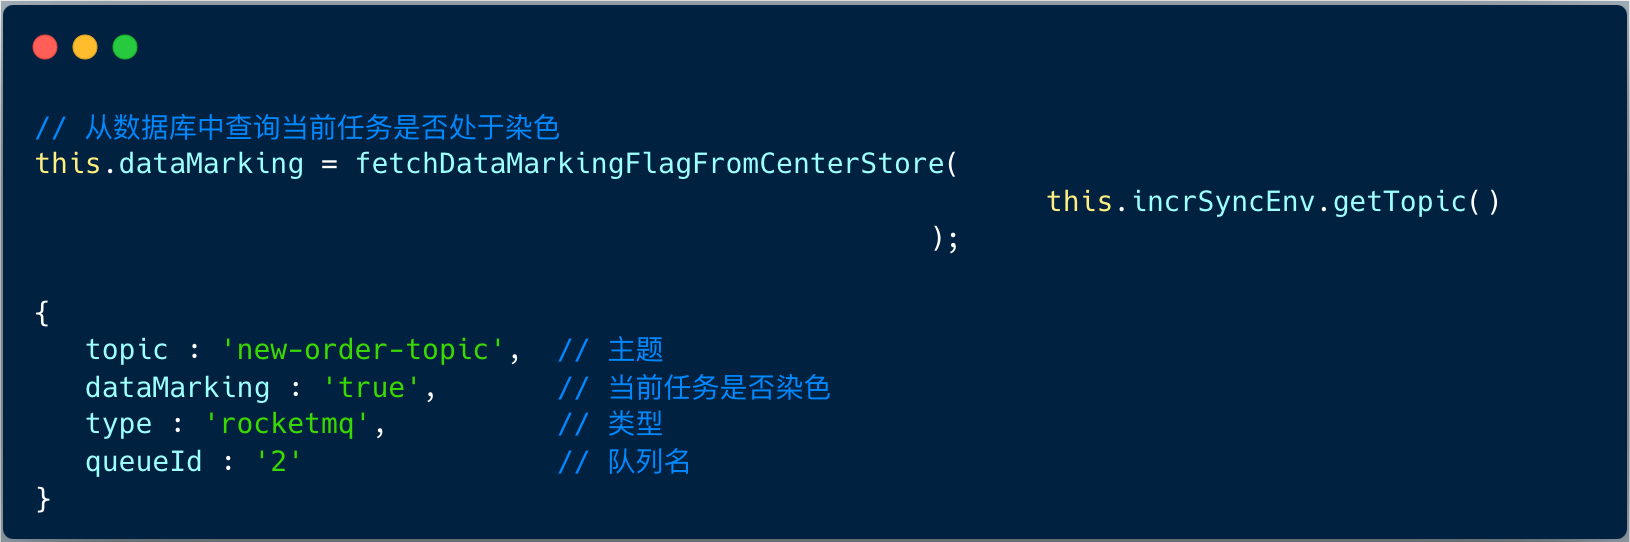 // 从数据库中查询当前任务是否处于染色
this.dataMarking = fetchDataMarkingFlagFromCenterStore(
this.incrSyncEnv.getTopic()
);
{
topic : 'new-order-topic',  // 主题
dataMarking : 'true',       // 当前任务是否染色
type : 'rocketmq',          // 类型
queueId : '2'               // 队列名
}